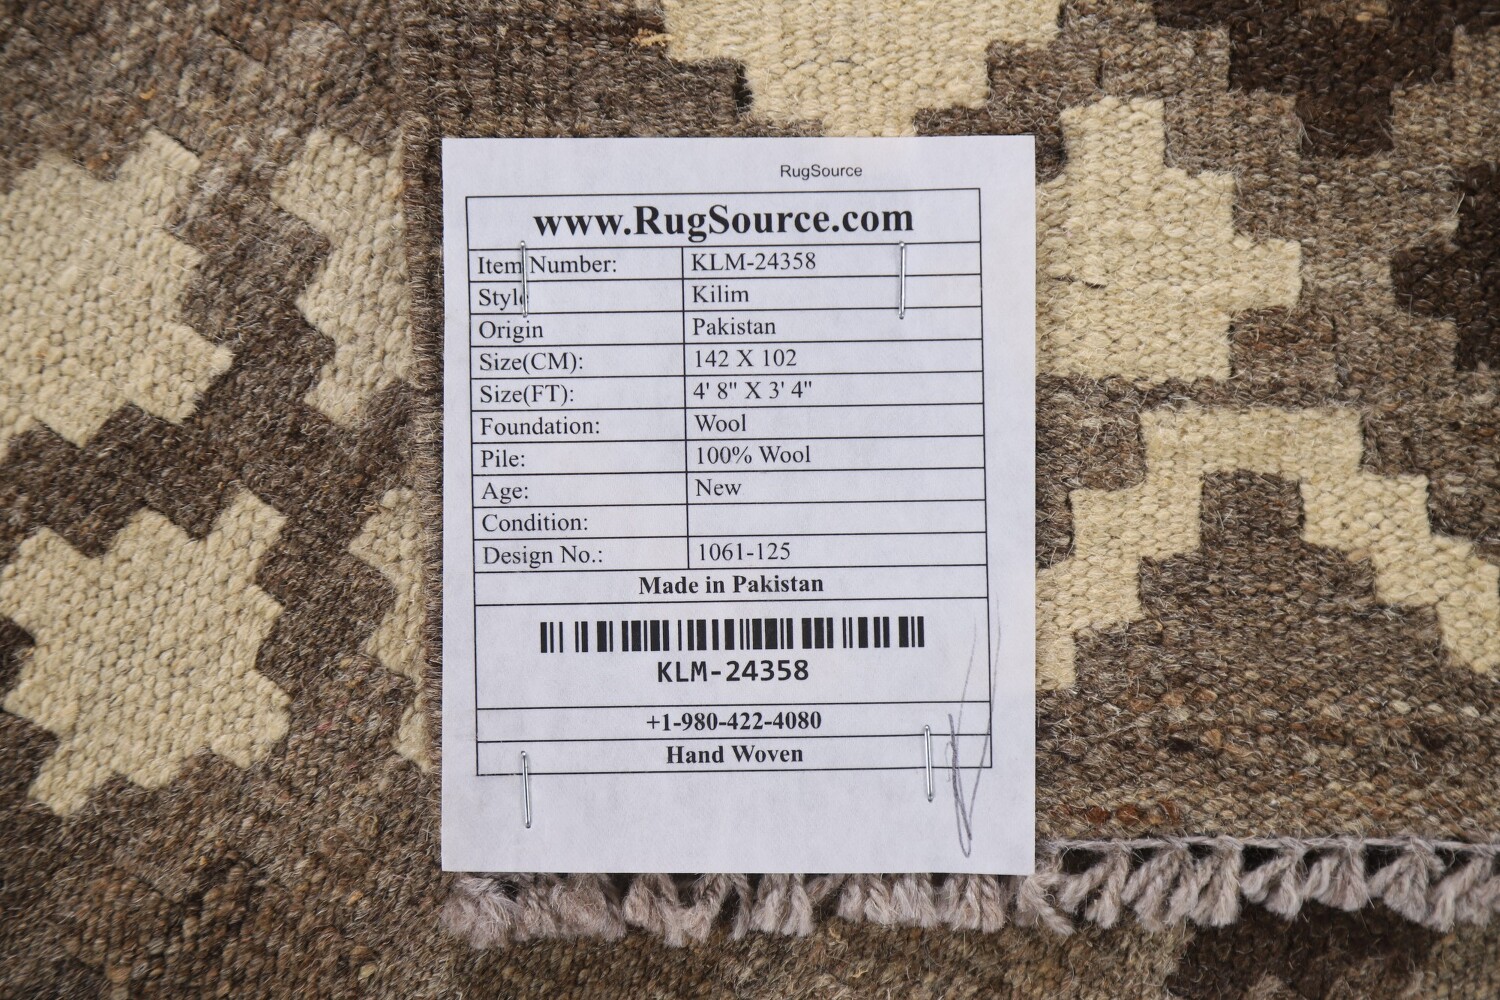 RugSource
www.RugSource.com
Item Number: KLM-24358
Style Kilim
Origin Pakistan
Size(CM): 142 X 102
Size(FT): 4' 8" X 3' 4"
Foundation: Wool
Pile: 100% Wool
Age: New
Condition:
Design No.: 1061-125
Made in Pakistan
KLM-24358
+1-980-422-4080
Hand Woven